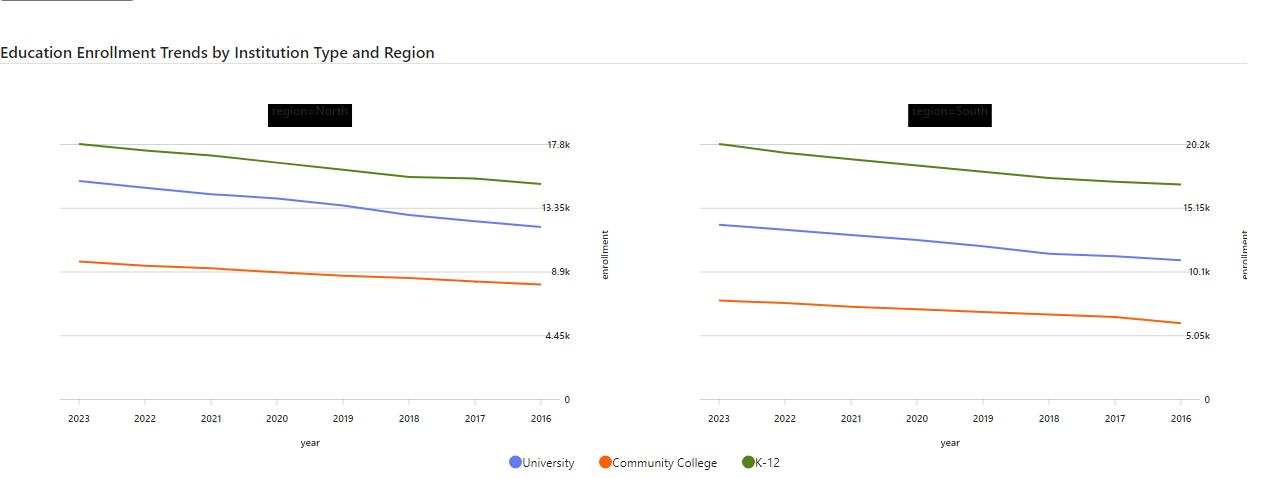 Education Enrollment Trends by Institution Type and Region
region=North
region=South
17.8k
13.35k
8.9k
4.45k
0
enrollment
2023 2022 2021 2020 2019 2018 2017 2016
year
20.2k
15.15k
10.1k
5.05k
0
enrollment
2023 2022 2021 2020 2019 2018 2017 2016
year
University Community College K-12